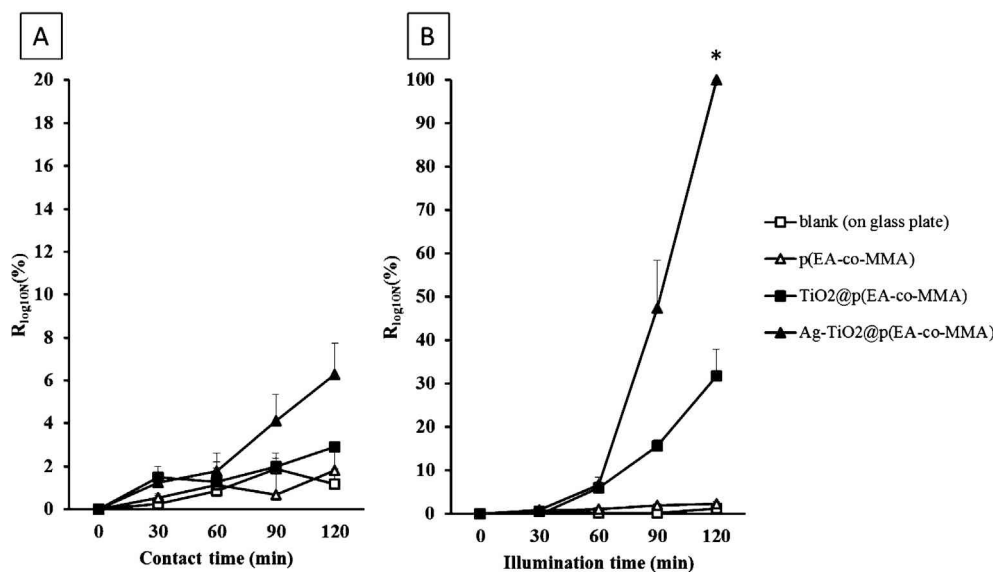 A
20
18
16
14
12
10
8
6
4
2
0
R_log10N(%)
0 30 60 90 120
Contact time (min)
B
*
100
90
80
70
60
50
40
30
20
10
0
R_log10N(%)
0 30 60 90 120
Illumination time (min)
blank (on glass plate)
p(EA-co-MMA)
TiO2@p(EA-co-MMA)
Ag-TiO2@p(EA-co-MMA)